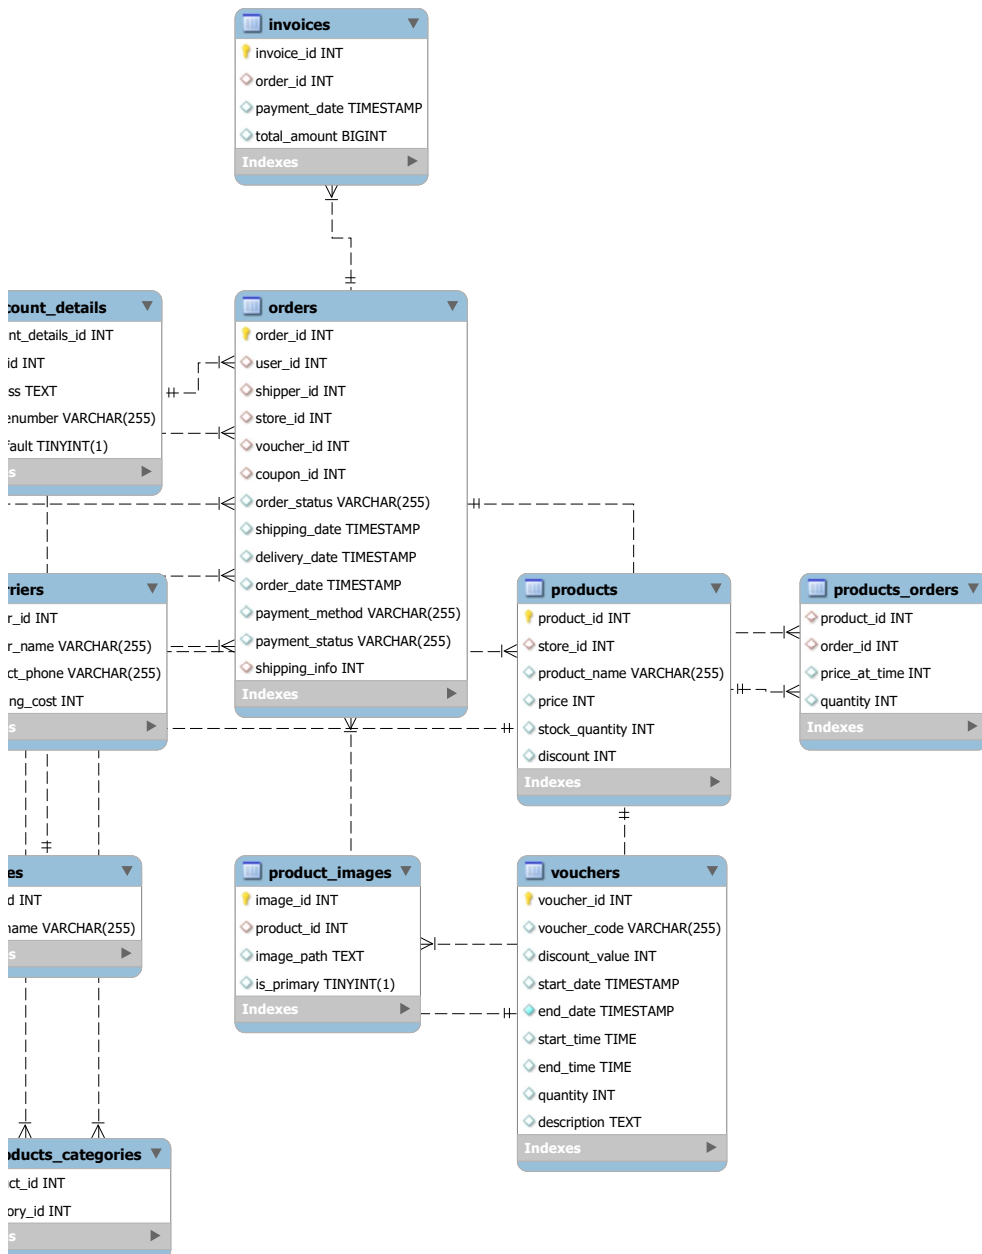 invoices
invoice_id INT
order_id INT
payment_date TIMESTAMP
total_amount BIGINT
Indexes
count_details
nt_details_id INT
id INT
ss TEXT
enumber VARCHAR(255)
fault TINYINT(1)
s
orders
order_id INT
user_id INT
shipper_id INT
store_id INT
voucher_id INT
coupon_id INT
order_status VARCHAR(255)
shipping_date TIMESTAMP
delivery_date TIMESTAMP
order_date TIMESTAMP
payment_method VARCHAR(255)
payment_status VARCHAR(255)
shipping_info INT
Indexes
rriers
r_id INT
r_name VARCHAR(255)
ct_phone VARCHAR(255)
ing_cost INT
s
products
product_id INT
store_id INT
product_name VARCHAR(255)
price INT
stock_quantity INT
discount INT
Indexes
products_orders
product_id INT
order_id INT
price_at_time INT
quantity INT
Indexes
es
d INT
name VARCHAR(255)
s
product_images
image_id INT
product_id INT
image_path TEXT
is_primary TINYINT(1)
Indexes
vouchers
voucher_id INT
voucher_code VARCHAR(255)
discount_value INT
start_date TIMESTAMP
end_date TIMESTAMP
start_time TIME
end_time TIME
quantity INT
description TEXT
Indexes
oducts_categories
ct_id INT
ory_id INT
s